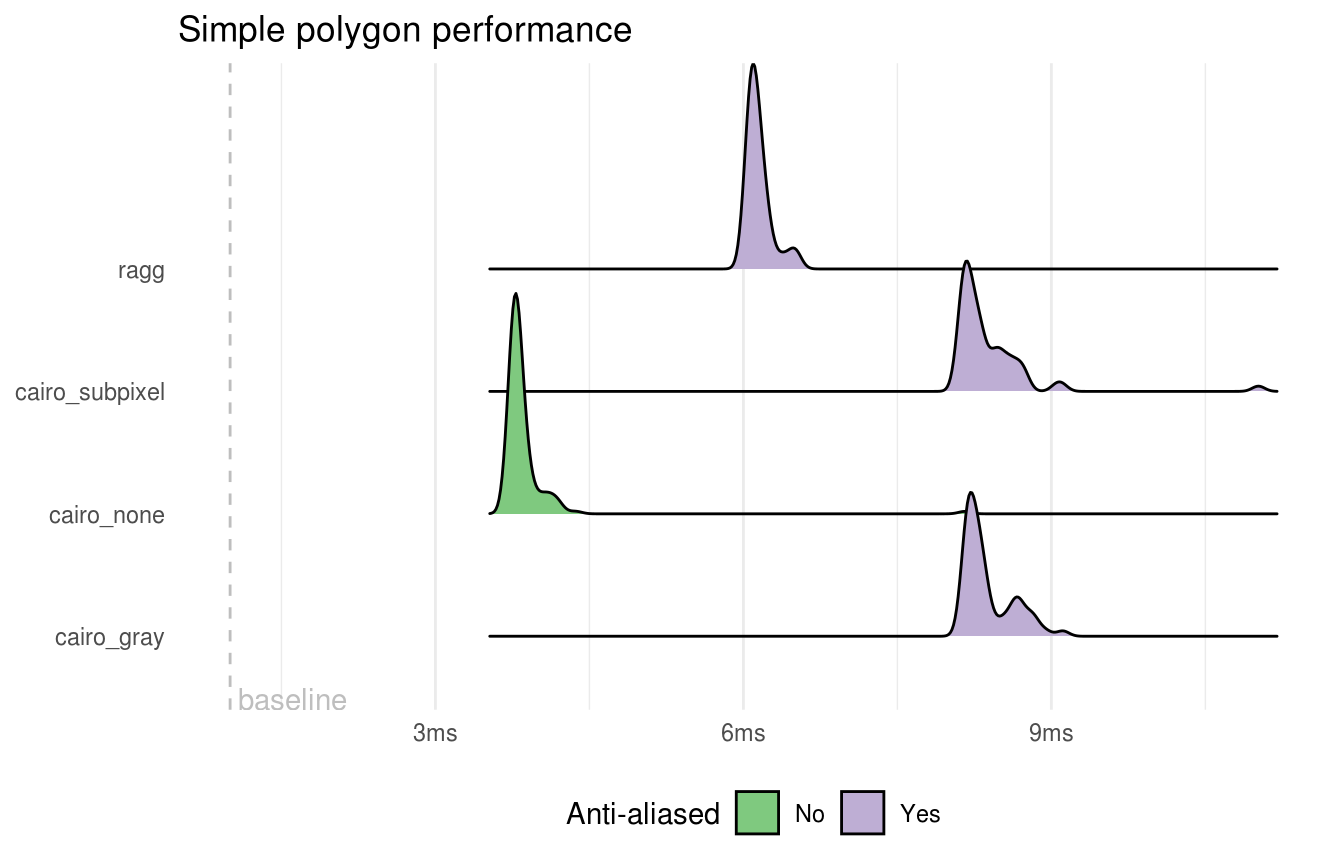 Simple polygon performance
ragg
cairo_subpixel
cairo_none
cairo_gray
baseline
3ms 6ms 9ms
Anti-aliased No Yes